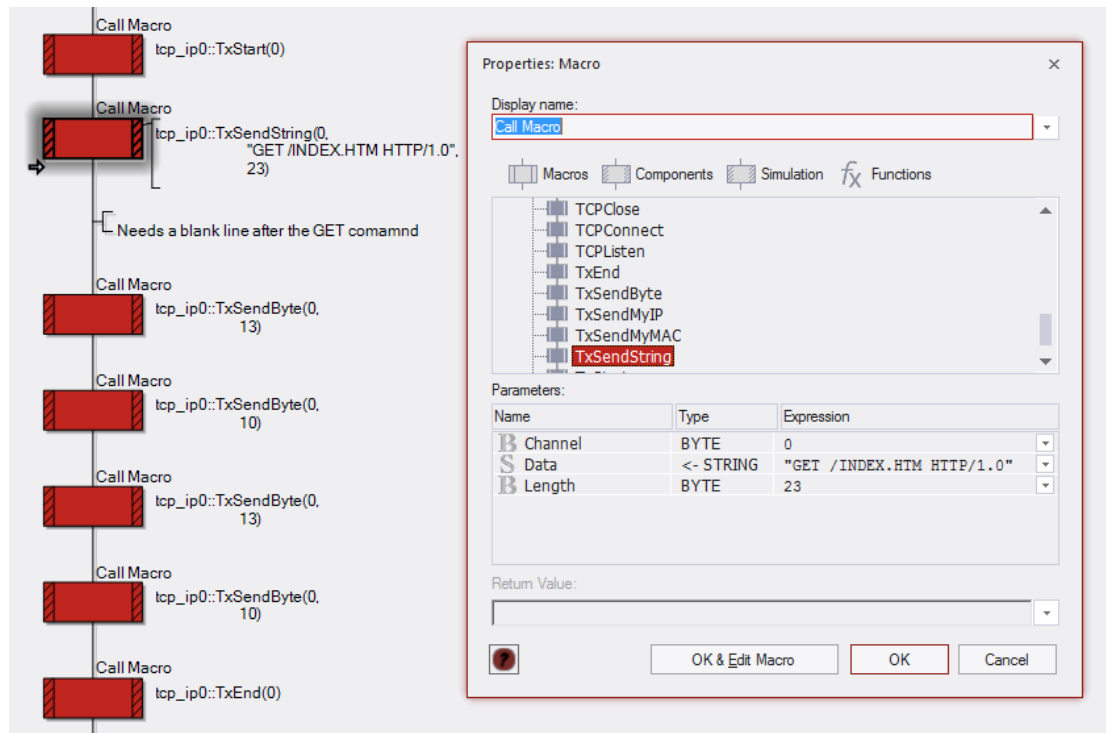 Call Macro
tcp_ip0::TxStart(0)
Call Macro
tcp_ip0::TxSendString(0,
"GET /INDEX.HTM HTTP/1.0",
23)
Needs a blank line after the GET comamnd
Call Macro
tcp_ip0::TxSendByte(0,
13)
Call Macro
tcp_ip0::TxSendByte(0,
10)
Call Macro
tcp_ip0::TxSendByte(0,
13)
Call Macro
tcp_ip0::TxSendByte(0,
10)
Call Macro
tcp_ip0::TxEnd(0)
Properties: Macro
Display name:
Call Macro
Macros Components Simulation fx Functions
TCPClose
TCPConnect
TCPListen
TxEnd
TxSendByte
TxSendMyIP
TxSendMyMAC
TxSendString
Parameters:
Name Type Expression
B Channel BYTE 0
S Data <- STRING "GET /INDEX.HTM HTTP/1.0"
B Length BYTE 23
Return Value:
? OK & Edit Macro OK Cancel